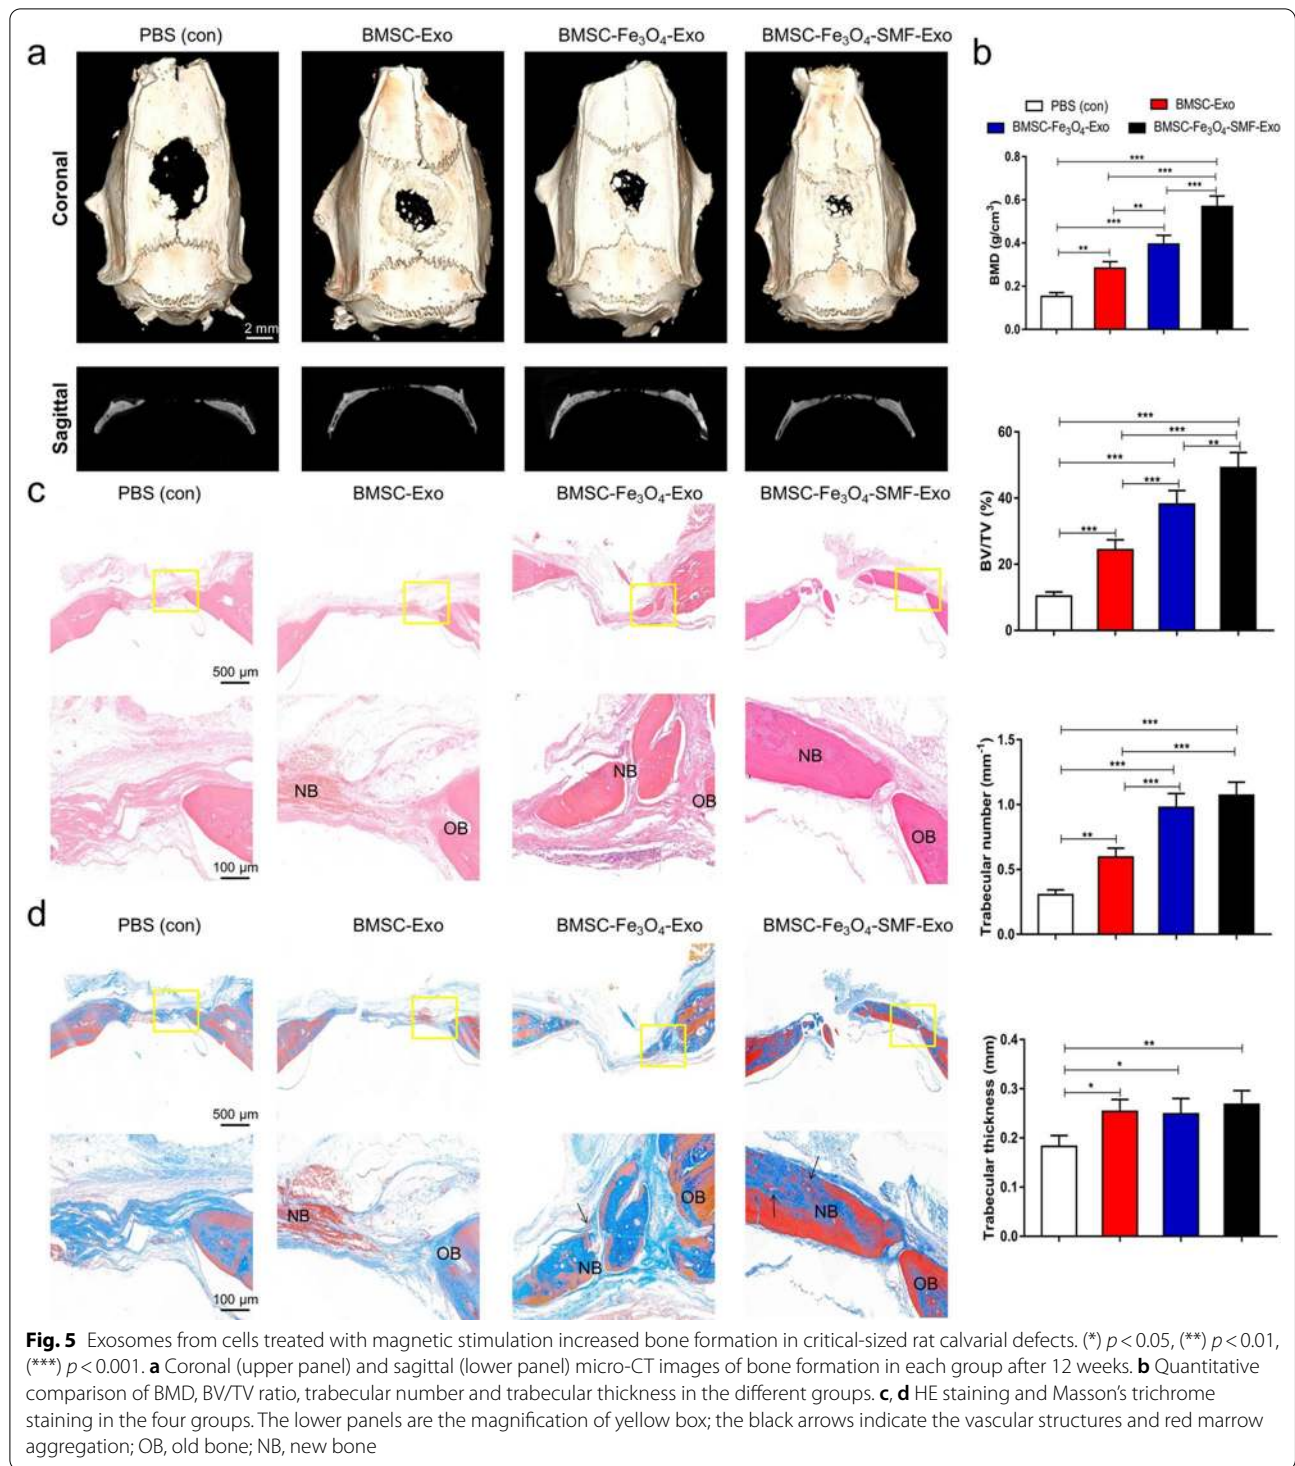 a
PBS (con)
BMSC-Exo
BMSC-Fe₃O₄-Exo
BMSC-Fe₃O₄-SMF-Exo
Coronal
2 mm
Sagittal
b
PBS (con)
BMSC-Exo
BMSC-Fe₃O₄-Exo
BMSC-Fe₃O₄-SMF-Exo
BMD (g/cm³)
0.8
0.6
0.4
0.2
0.0
***
***
***
**
***
**
BV/TV (%)
60
40
20
0
***
***
**
***
***
***
Trabecular number (mm⁻¹)
1.5
1.0
0.5
0.0
***
***
***
***
**
Trabecular thickness (mm)
0.4
0.3
0.2
0.1
0.0
**
*
*
c
PBS (con)
BMSC-Exo
BMSC-Fe₃O₄-Exo
BMSC-Fe₃O₄-SMF-Exo
500 µm
100 µm
NB
OB
NB
OB
NB
OB
d
PBS (con)
BMSC-Exo
BMSC-Fe₃O₄-Exo
BMSC-Fe₃O₄-SMF-Exo
500 µm
100 µm
NB
OB
NB
OB
NB
OB
Fig. 5 Exosomes from cells treated with magnetic stimulation increased bone formation in critical-sized rat calvarial defects. (*) p < 0.05, (**) p < 0.01,
(***) p < 0.001. a Coronal (upper panel) and sagittal (lower panel) micro-CT images of bone formation in each group after 12 weeks. b Quantitative
comparison of BMD, BV/TV ratio, trabecular number and trabecular thickness in the different groups. c, d HE staining and Masson's trichrome
staining in the four groups. The lower panels are the magnification of yellow box; the black arrows indicate the vascular structures and red marrow
aggregation; OB, old bone; NB, new bone